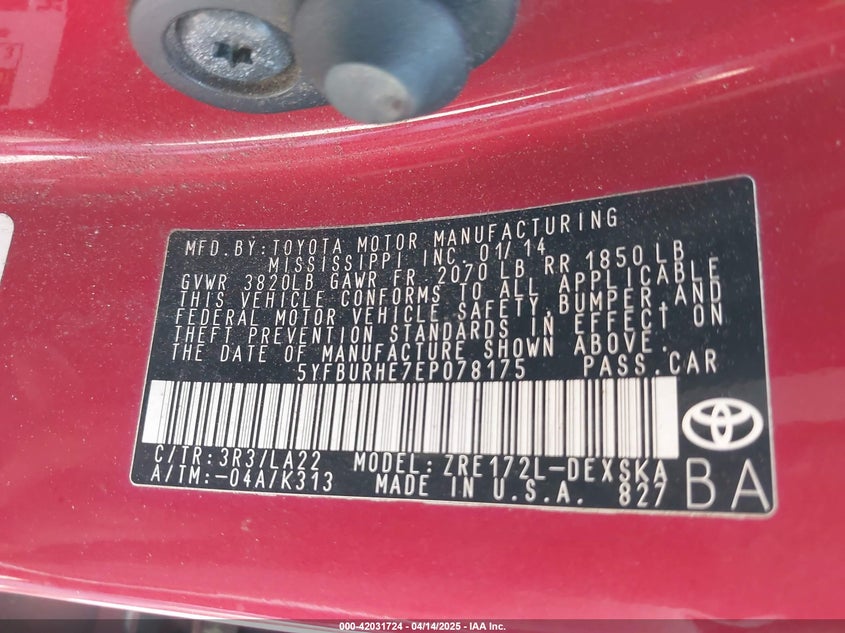 MFD. BY: TOYOTA MOTOR MANUFACTURING
MISSISSIPPI INC. 01/14
GVWR 3820LB GAWR FR 2070 LB RR 1850 LB
THIS VEHICLE CONFORMS TO ALL APPLICABLE
FEDERAL MOTOR VEHICLE SAFETY, BUMPER, AND
THEFT PREVENTION STANDARDS IN EFFECT ON
THE DATE OF MANUFACTURE SHOWN ABOVE.
5YFBURHE7EP078175 PASS. CAR
C/TR: 3R3/LA22 MODEL: ZRE172L-DEXSKA
A/TM:-04A/K313 MADE IN U.S.A. 827
BA
000-42031724 - 04/14/2025 - IAA Inc.